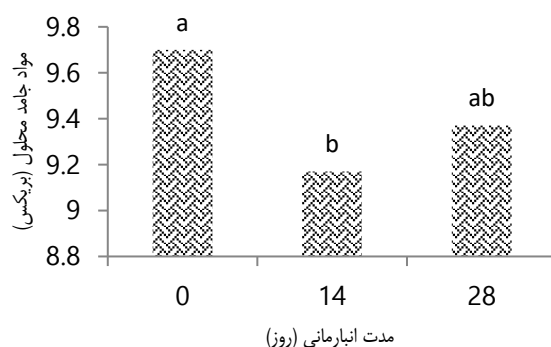 مواد جامد محلول (بریکس)
9.8
9.6
9.4
9.2
9
8.8
a
b
ab
0 14 28
مدت انبارمانی (روز)